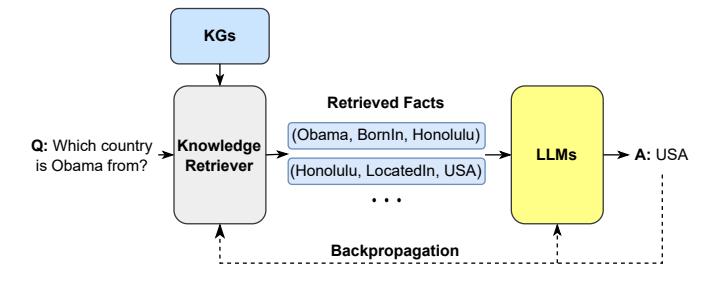 KGs
Q: Which country
is Obama from?
Knowledge
Retriever
Retrieved Facts
(Obama, BornIn, Honolulu)
(Honolulu, LocatedIn, USA)
...
LLMs
A: USA
Backpropagation